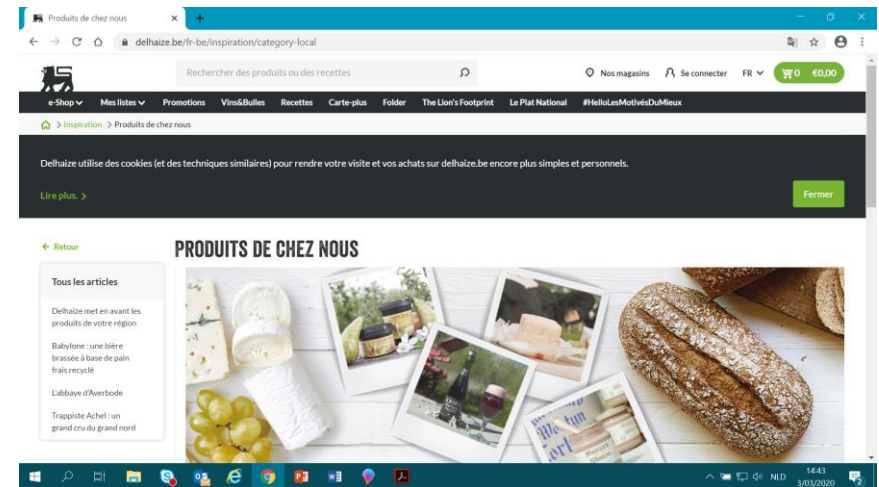 Produits de chez nous
delhaize.be/fr-be/inspiration/category-local
Rechercher des produits ou des recettes
Nos magasins
Se connecter
FR
0 €0,00
e-Shop
Mes listes
Promotions
Vins&Bulles
Recettes
Carte-plus
Folder
The Lion's Footprint
Le Plat National
#HelloLesMotivésDuMieux
Inspiration > Produits de chez nous
Delhaize utilise des cookies (et des techniques similaires) pour rendre votre visite et vos achats sur delhaize.be encore plus simples et personnels.
Lire plus. >
Fermer
← Retour
PRODUITS DE CHEZ NOUS
Tous les articles
Delhaize met en avant les
produits de votre région
Babylone : une bière
brassée à base de pain
frais recyclé
L'abbaye d'Averbode
Trappiste Achel : un
grand cru du grand nord
NLD
14:43
3/03/2020